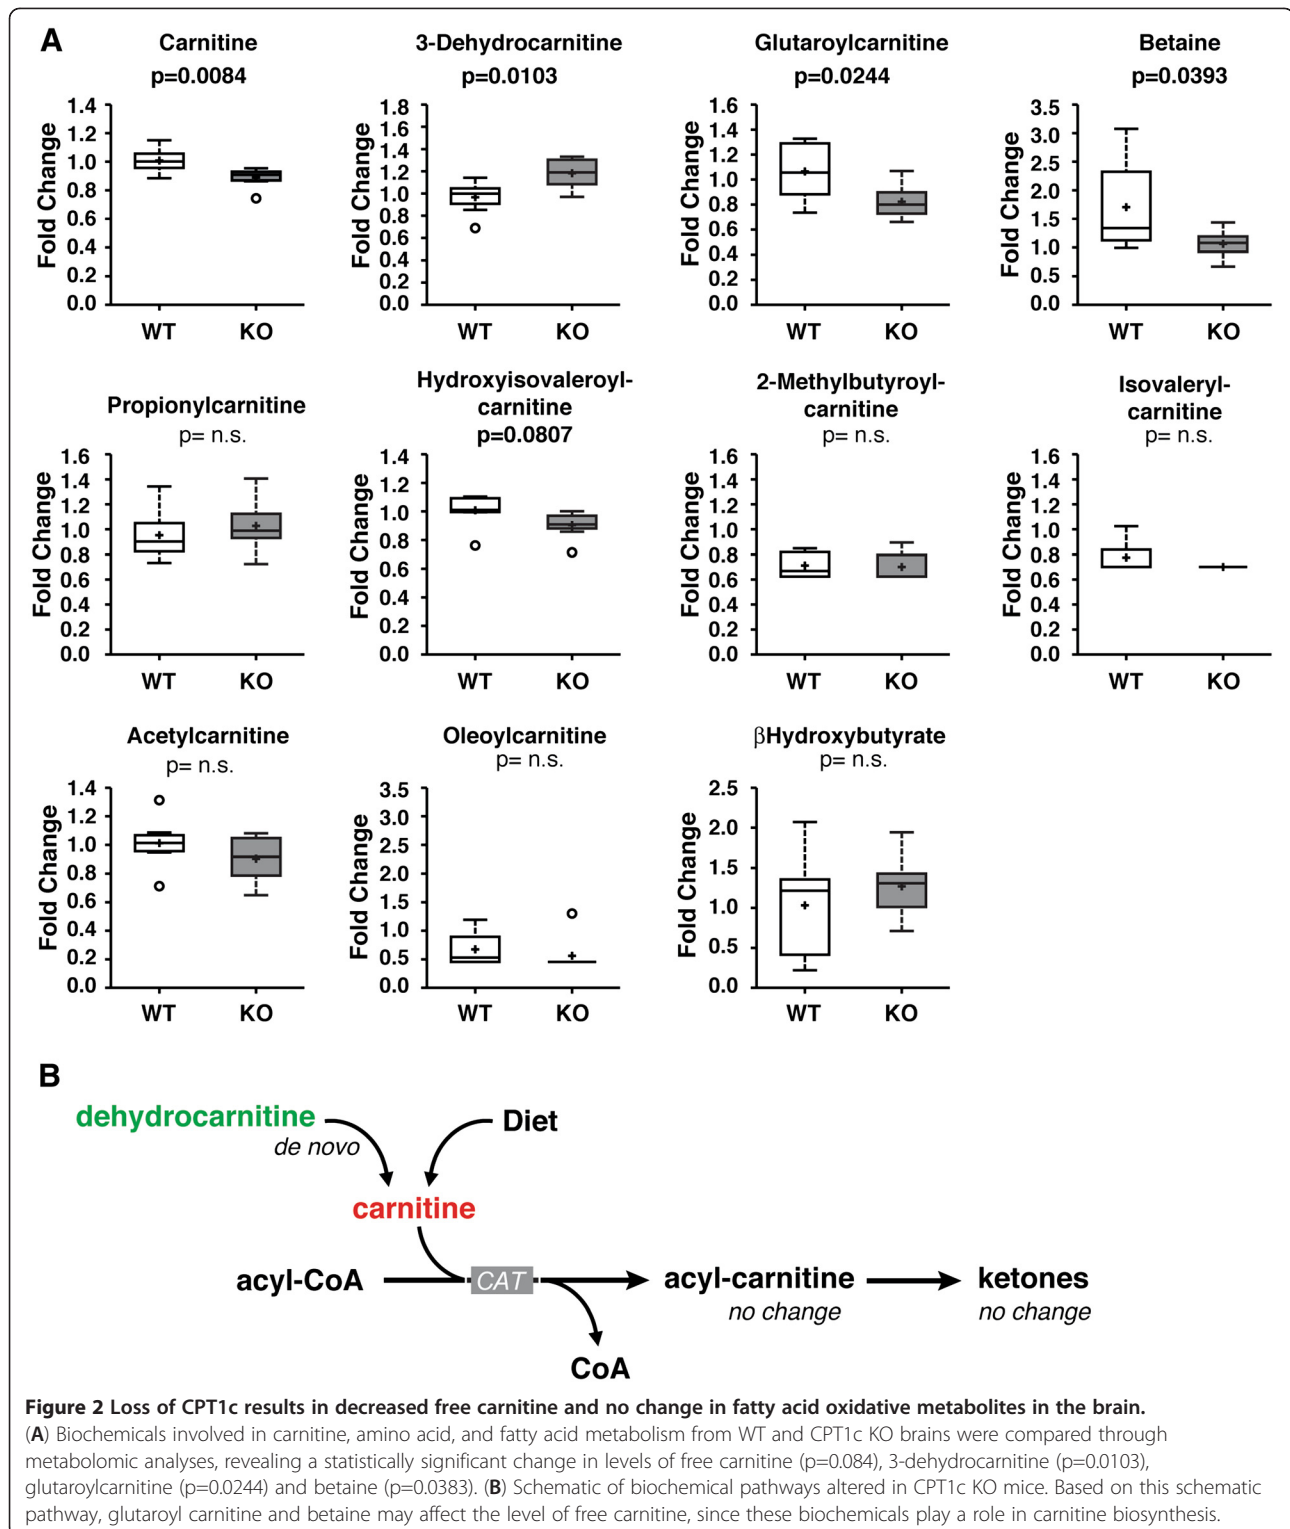 A
Carnitine
p=0.0084
Fold Change
1.4
1.2
1.0
0.8
0.6
0.4
0.2
0.0
WT KO
3-Dehydrocarnitine
p=0.0103
Fold Change
1.8
1.6
1.4
1.2
1.0
0.8
0.6
0.4
0.2
0.0
WT KO
Glutaroylcarnitine
p=0.0244
Fold Change
1.6
1.4
1.2
1.0
0.8
0.6
0.4
0.2
0.0
WT KO
Betaine
p=0.0393
Fold Change
3.5
3.0
2.5
2.0
1.5
1.0
0.5
0.0
WT KO
Propionylcarnitine
p= n.s.
Fold Change
1.6
1.4
1.2
1.0
0.8
0.6
0.4
0.2
0.0
WT KO
Hydroxyisovaleroyl-
carnitine
p=0.0807
Fold Change
1.4
1.2
1.0
0.8
0.6
0.4
0.2
0.0
WT KO
2-Methylbutyroyl-
carnitine
p= n.s.
Fold Change
1.6
1.4
1.2
1.0
0.8
0.6
0.4
0.2
0.0
WT KO
Isovaleryl-
carnitine
p= n.s.
Fold Change
1.6
1.4
1.2
1.0
0.8
0.6
0.4
0.2
0.0
WT KO
Acetylcarnitine
p= n.s.
Fold Change
1.4
1.2
1.0
0.8
0.6
0.4
0.2
0.0
WT KO
Oleoylcarnitine
p= n.s.
Fold Change
3.5
3.0
2.5
2.0
1.5
1.0
0.5
0.0
WT KO
βHydroxybutyrate
p= n.s.
Fold Change
2.5
2.0
1.5
1.0
0.5
0.0
WT KO
B
dehydrocarnitine
de novo
Diet
carnitine
acyl-CoA
CAT
acyl-carnitine
no change
ketones
no change
CoA
Figure 2 Loss of CPT1c results in decreased free carnitine and no change in fatty acid oxidative metabolites in the brain.
(A) Biochemicals involved in carnitine, amino acid, and fatty acid metabolism from WT and CPT1c KO brains were compared through
metabolomic analyses, revealing a statistically significant change in levels of free carnitine (p=0.084), 3-dehydrocarnitine (p=0.0103),
glutaroylcarnitine (p=0.0244) and betaine (p=0.0383). (B) Schematic of biochemical pathways altered in CPT1c KO mice. Based on this schematic
pathway, glutaroyl carnitine and betaine may affect the level of free carnitine, since these biochemicals play a role in carnitine biosynthesis.